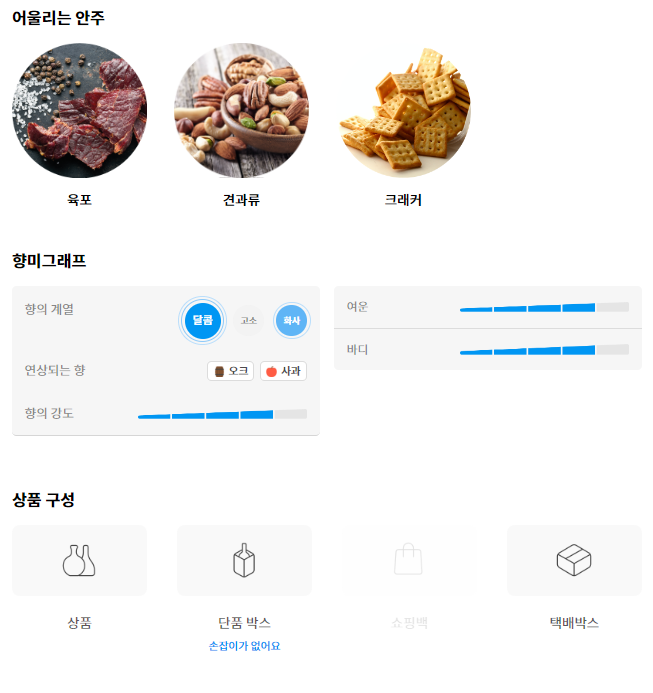 어울리는 안주
육포
견과류
크래커
향미그래프
향의 계열
달콤
고소
화사
연상되는 향
오크
사과
향의 강도
여운
바디
상품 구성
상품
단품 박스
손잡이가 없어요
쇼핑백
택배박스